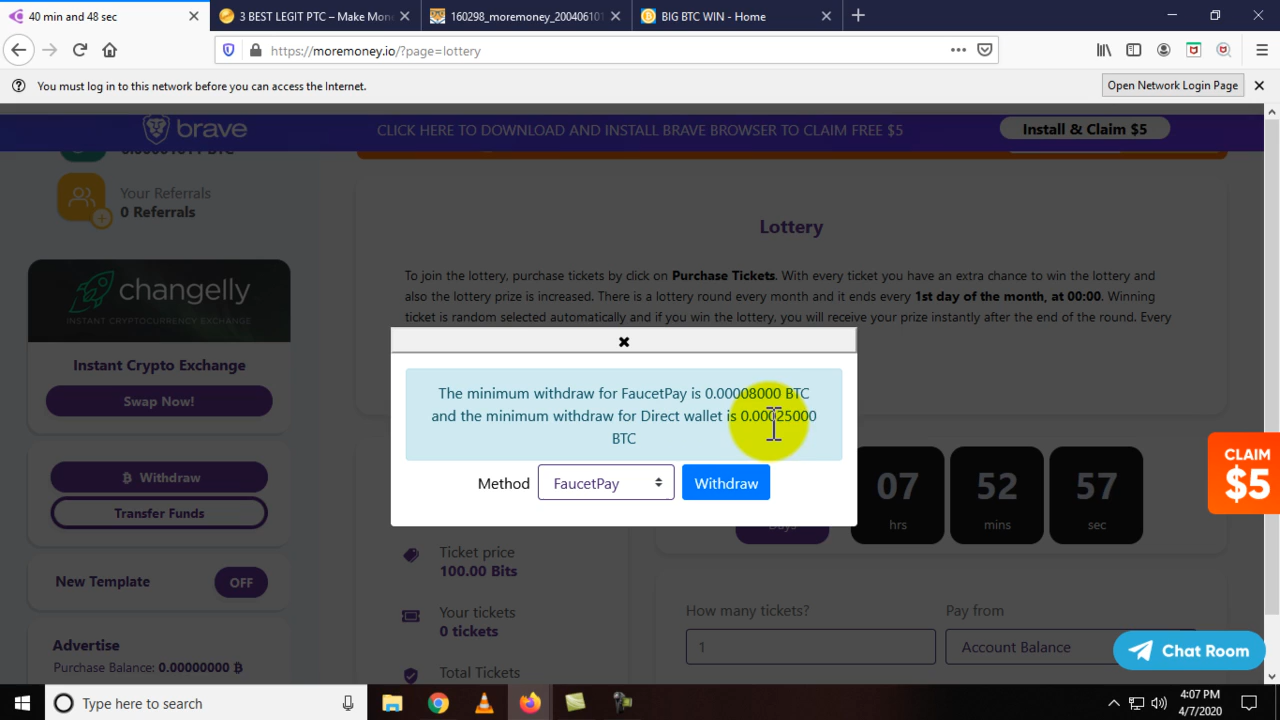 40 min and 48 sec
3 BEST LEGIT PTC – Make Mon
160298_moremoney_200406101
BIG BTC WIN - Home
https://moremoney.io/?page=lottery
You must log in to this network before you can access the Internet.
Open Network Login Page
brave
CLICK HERE TO DOWNLOAD AND INSTALL BRAVE BROWSER TO CLAIM FREE $5
Install & Claim $5
Your Referrals
0 Referrals
changelly
INSTANT CRYPTOCURRENCY EXCHANGE
Instant Crypto Exchange
Swap Now!
Withdraw
Transfer Funds
New Template
OFF
Advertise
Purchase Balance: 0.00000000 ₿
Lottery
To join the lottery, purchase tickets by click on Purchase Tickets. With every ticket you have an extra chance to win the lottery and
also the lottery prize is increased. There is a lottery round every month and it ends every 1st day of the month, at 00:00. Winning
ticket is random selected automatically and if you win the lottery, you will receive your prize instantly after the end of the round. Every
The minimum withdraw for FaucetPay is 0.00008000 BTC
and the minimum withdraw for Direct wallet is 0.00025000
BTC
Method
FaucetPay
Withdraw
Days
07
hrs
52
mins
57
sec
Ticket price
100.00 Bits
Your tickets
0 tickets
Total Tickets
How many tickets?
1
Pay from
Account Balance
CLAIM
$5
Chat Room
Type here to search
4:07 PM
4/7/2020